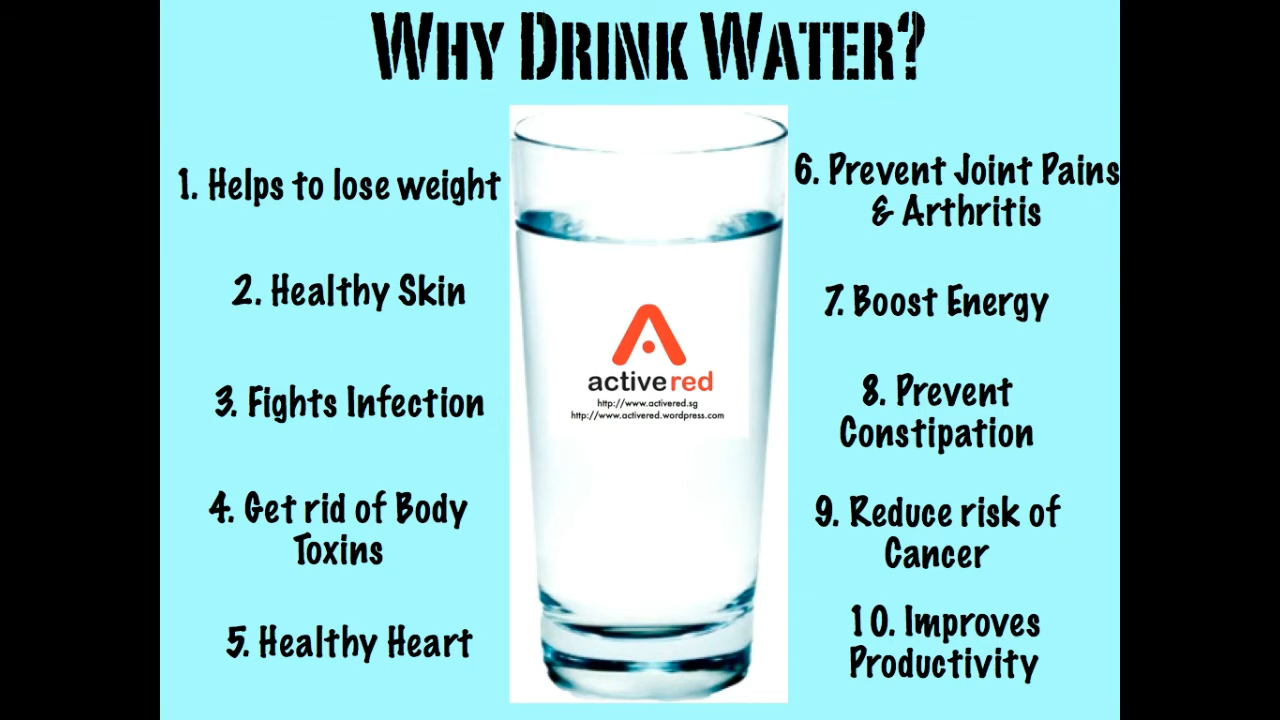 WHY DRINK WATER?
1. Helps to lose weight
2. Healthy Skin
3. Fights Infection
4. Get rid of Body
Toxins
5. Healthy Heart
active red
http://www.activered.sg
http://www.activered.wordpress.com
6. Prevent Joint Pains
& Arthritis
7. Boost Energy
8. Prevent
Constipation
9. Reduce risk of
Cancer
10. Improves
Productivity